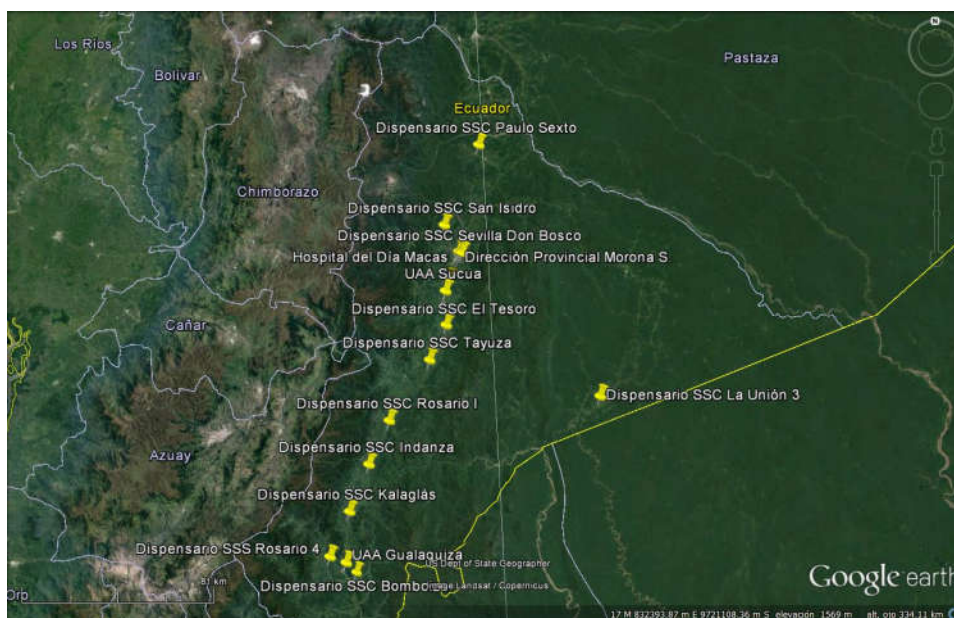 N
Los Ríos
Bolívar
Pastaza
Ecuador
Dispensario SSC Paulo Sexto
Chimborazo
Dispensario SSC San Isidro
Dispensario SSC Sevilla Don Bosco
Hospital del Día Macas
Dirección Provincial Morona S.
UAA Sucua
Dispensario SSC El Tesoro
Cañar
Dispensario SSC Tayuza
Dispensario SSC La Unión 3
Dispensario SSC Rosario I
Dispensario SSC Indanza
Azuay
Dispensario SSC Kalaglás
Dispensario SSS Rosario 4
UAA Gualaquiza
US Dept of State Geographer
Dispensario SSC Bombo
Image Landsat / Copernicus
81 km
Google earth
Oro
17 M 832393.87 m E 9721108.36 m S elevación 1569 m alt. ojo 334.11 km